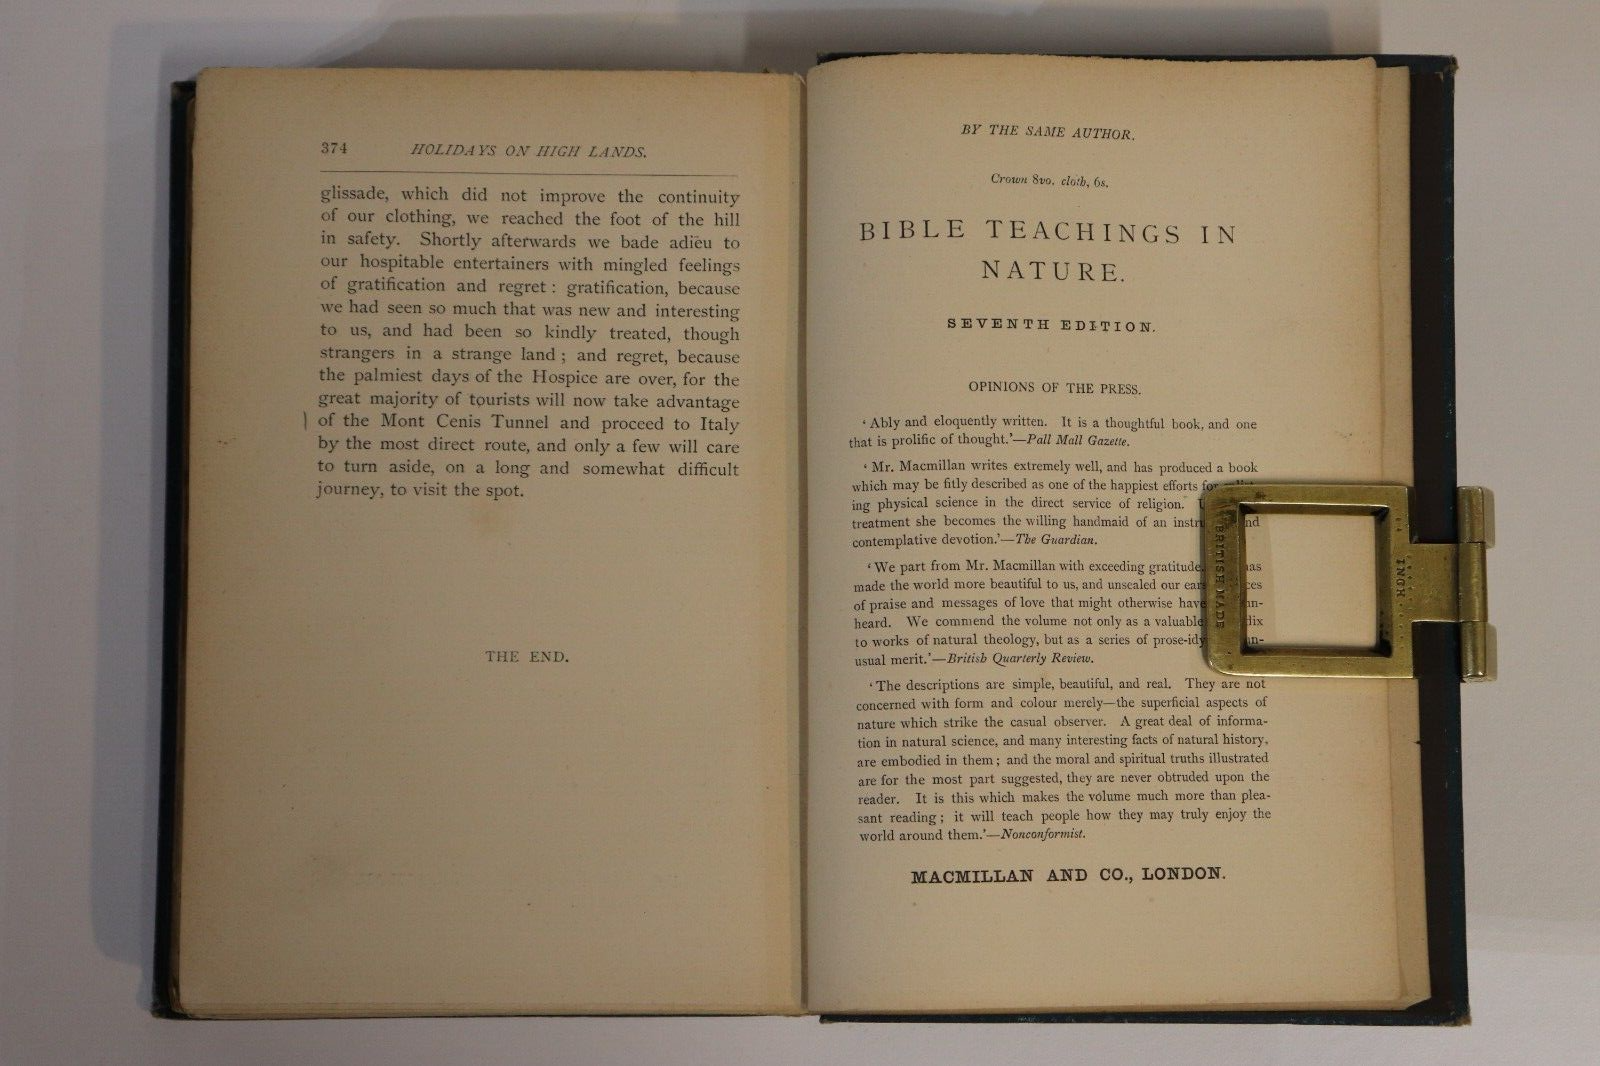 374 HOLIDAYS ON HIGH LANDS.
glissade, which did not improve the continuity
of our clothing, we reached the foot of the hill
in safety. Shortly afterwards we bade adieu to
our hospitable entertainers with mingled feelings
of gratification and regret : gratification, because
we had seen so much that was new and interesting
to us, and had been so kindly treated, though
strangers in a strange land ; and regret, because
the palmiest days of the Hospice are over, for the
great majority of tourists will now take advantage
of the Mont Cenis Tunnel and proceed to Italy
by the most direct route, and only a few will care
to turn aside, on a long and somewhat difficult
journey, to visit the spot.
THE END.
BY THE SAME AUTHOR.
Crown 8vo. cloth, 6s.
BIBLE TEACHINGS IN
NATURE.
SEVENTH EDITION.
OPINIONS OF THE PRESS.
‘Ably and eloquently written. It is a thoughtful book, and one
that is prolific of thought.’—Pall Mall Gazette.
‘Mr. Macmillan writes extremely well, and has produced a book
which may be fitly described as one of the happiest efforts for
ing physical science in the direct service of religion.
treatment she becomes the willing handmaid of an
contemplative devotion.’—The Guardian.
‘We part from Mr. Macmillan with exceeding gratitude.
made the world more beautiful to us, and unsealed our
of praise and messages of love that might otherwise have
heard. We commend the volume not only as a valuable
to works of natural theology, but as a series of
usual merit.’—British Quarterly Review.
‘The descriptions are simple, beautiful, and real. They are not
concerned with form and colour merely—the superficial aspects of
nature which strike the casual observer. A great deal of informa-
tion in natural science, and many interesting facts of natural history,
are embodied in them ; and the moral and spiritual truths illustrated
are for the most part suggested, they are never obtruded upon the
reader. It is this which makes the volume much more than plea-
sant reading ; it will teach people how they may truly enjoy the
world around them.’—Nonconformist.
MACMILLAN AND CO., LONDON.
BRITISH MADE